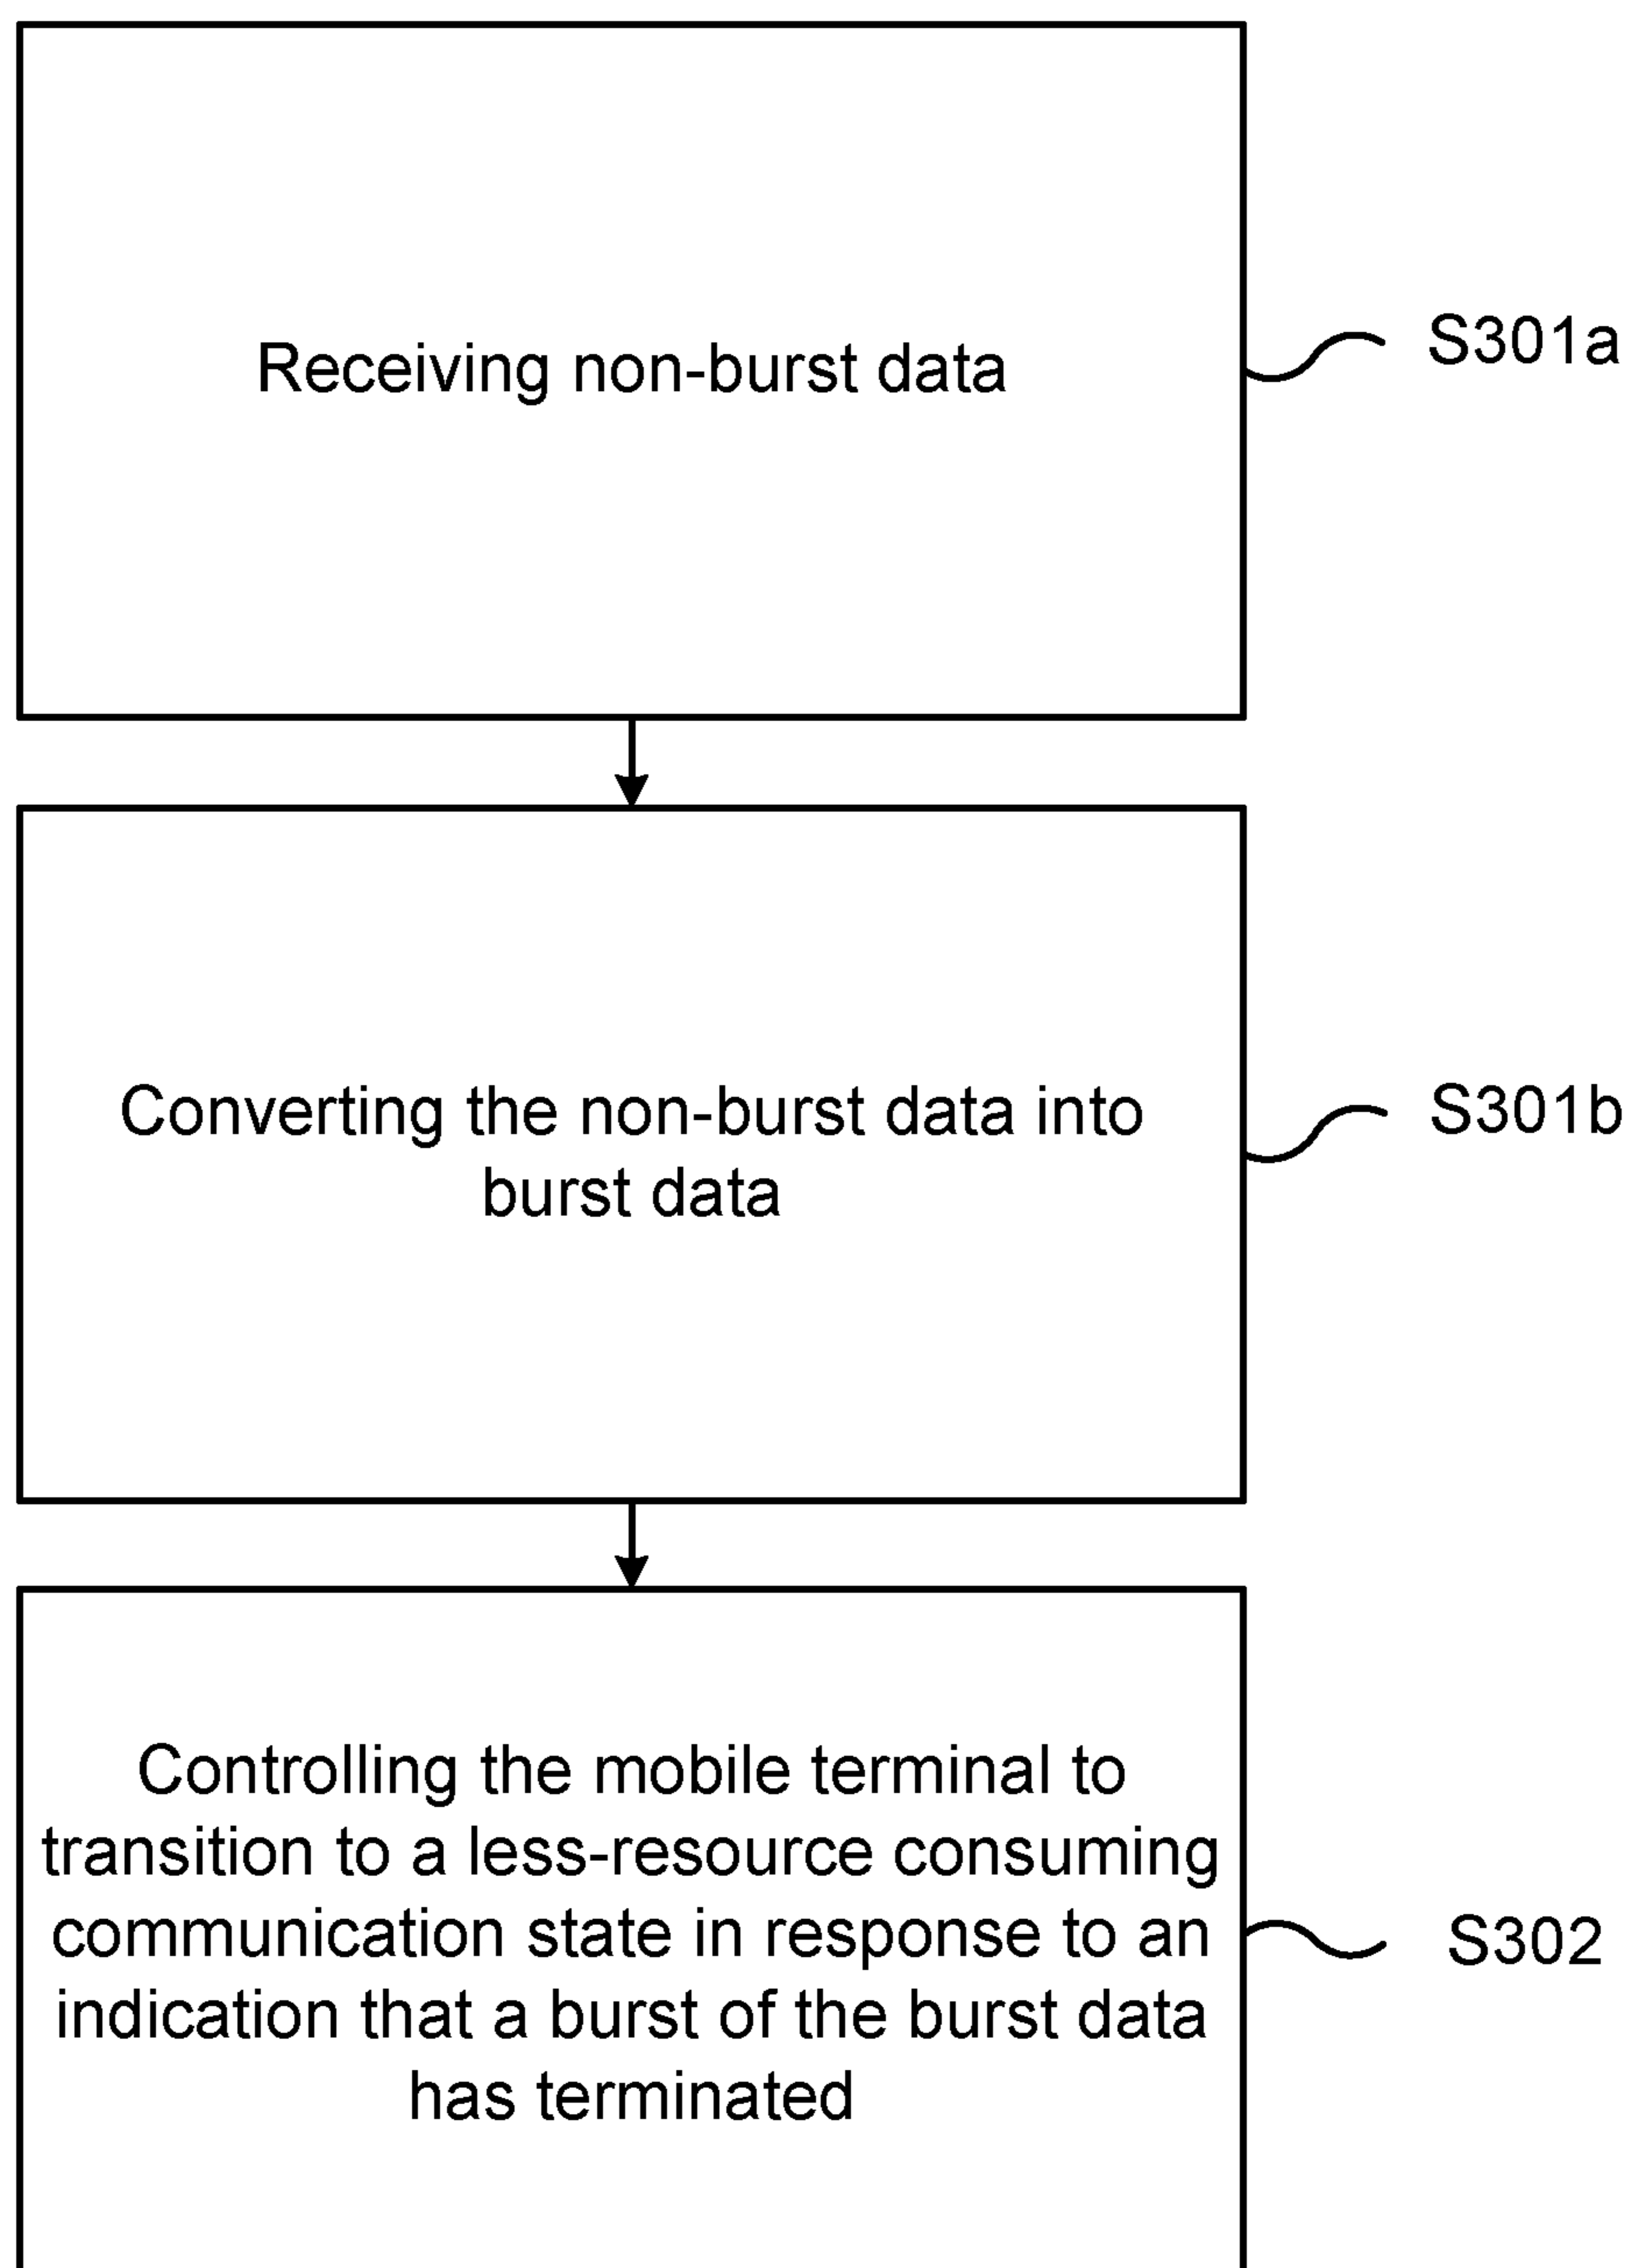 Receiving non-burst data
S301a
Converting the non-burst data into
burst data
S301b
Controlling the mobile terminal to
transition to a less-resource consuming
communication state in response to an
indication that a burst of the burst data
has terminated
S302